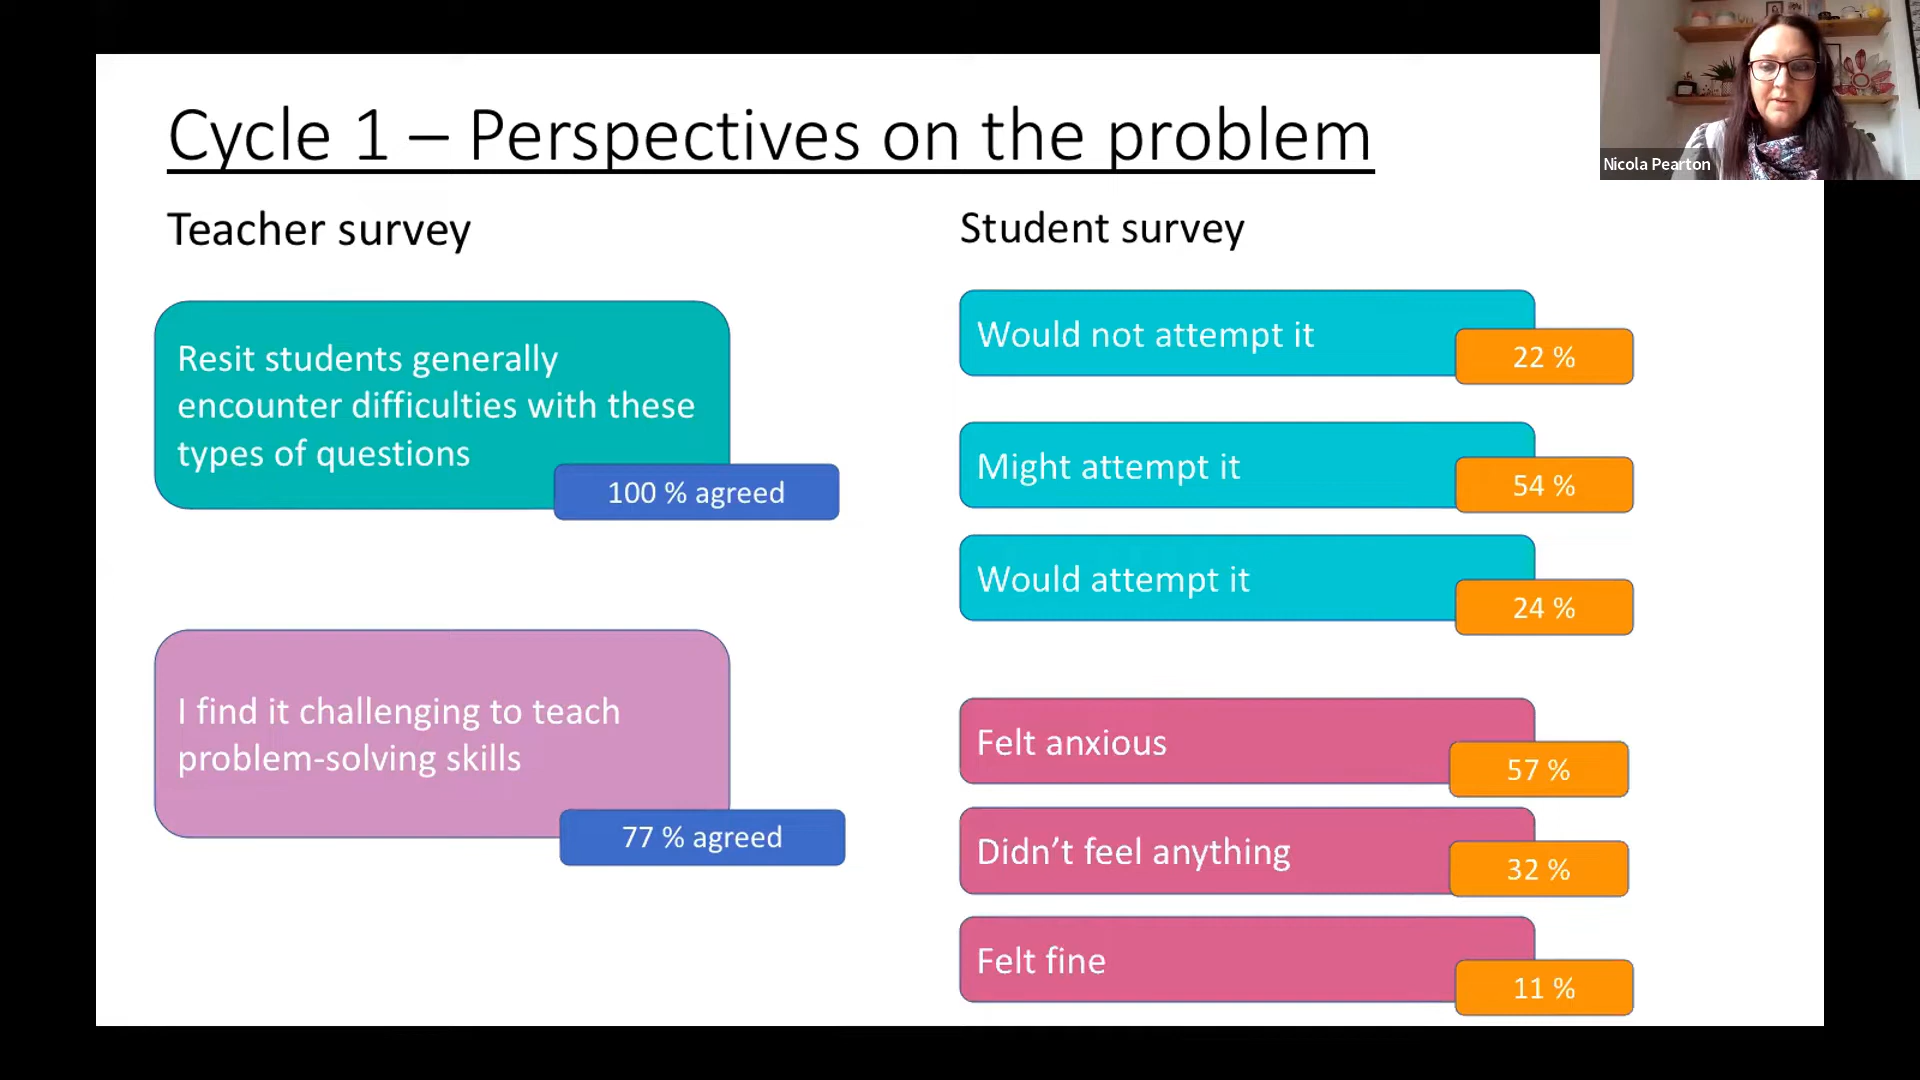 Cycle 1 – Perspectives on the problem
Nicola Pearton
Teacher survey
Resit students generally
encounter difficulties with these
types of questions
100 % agreed
I find it challenging to teach
problem-solving skills
77 % agreed
Student survey
Would not attempt it
22 %
Might attempt it
54 %
Would attempt it
24 %
Felt anxious
57 %
Didn’t feel anything
32 %
Felt fine
11 %